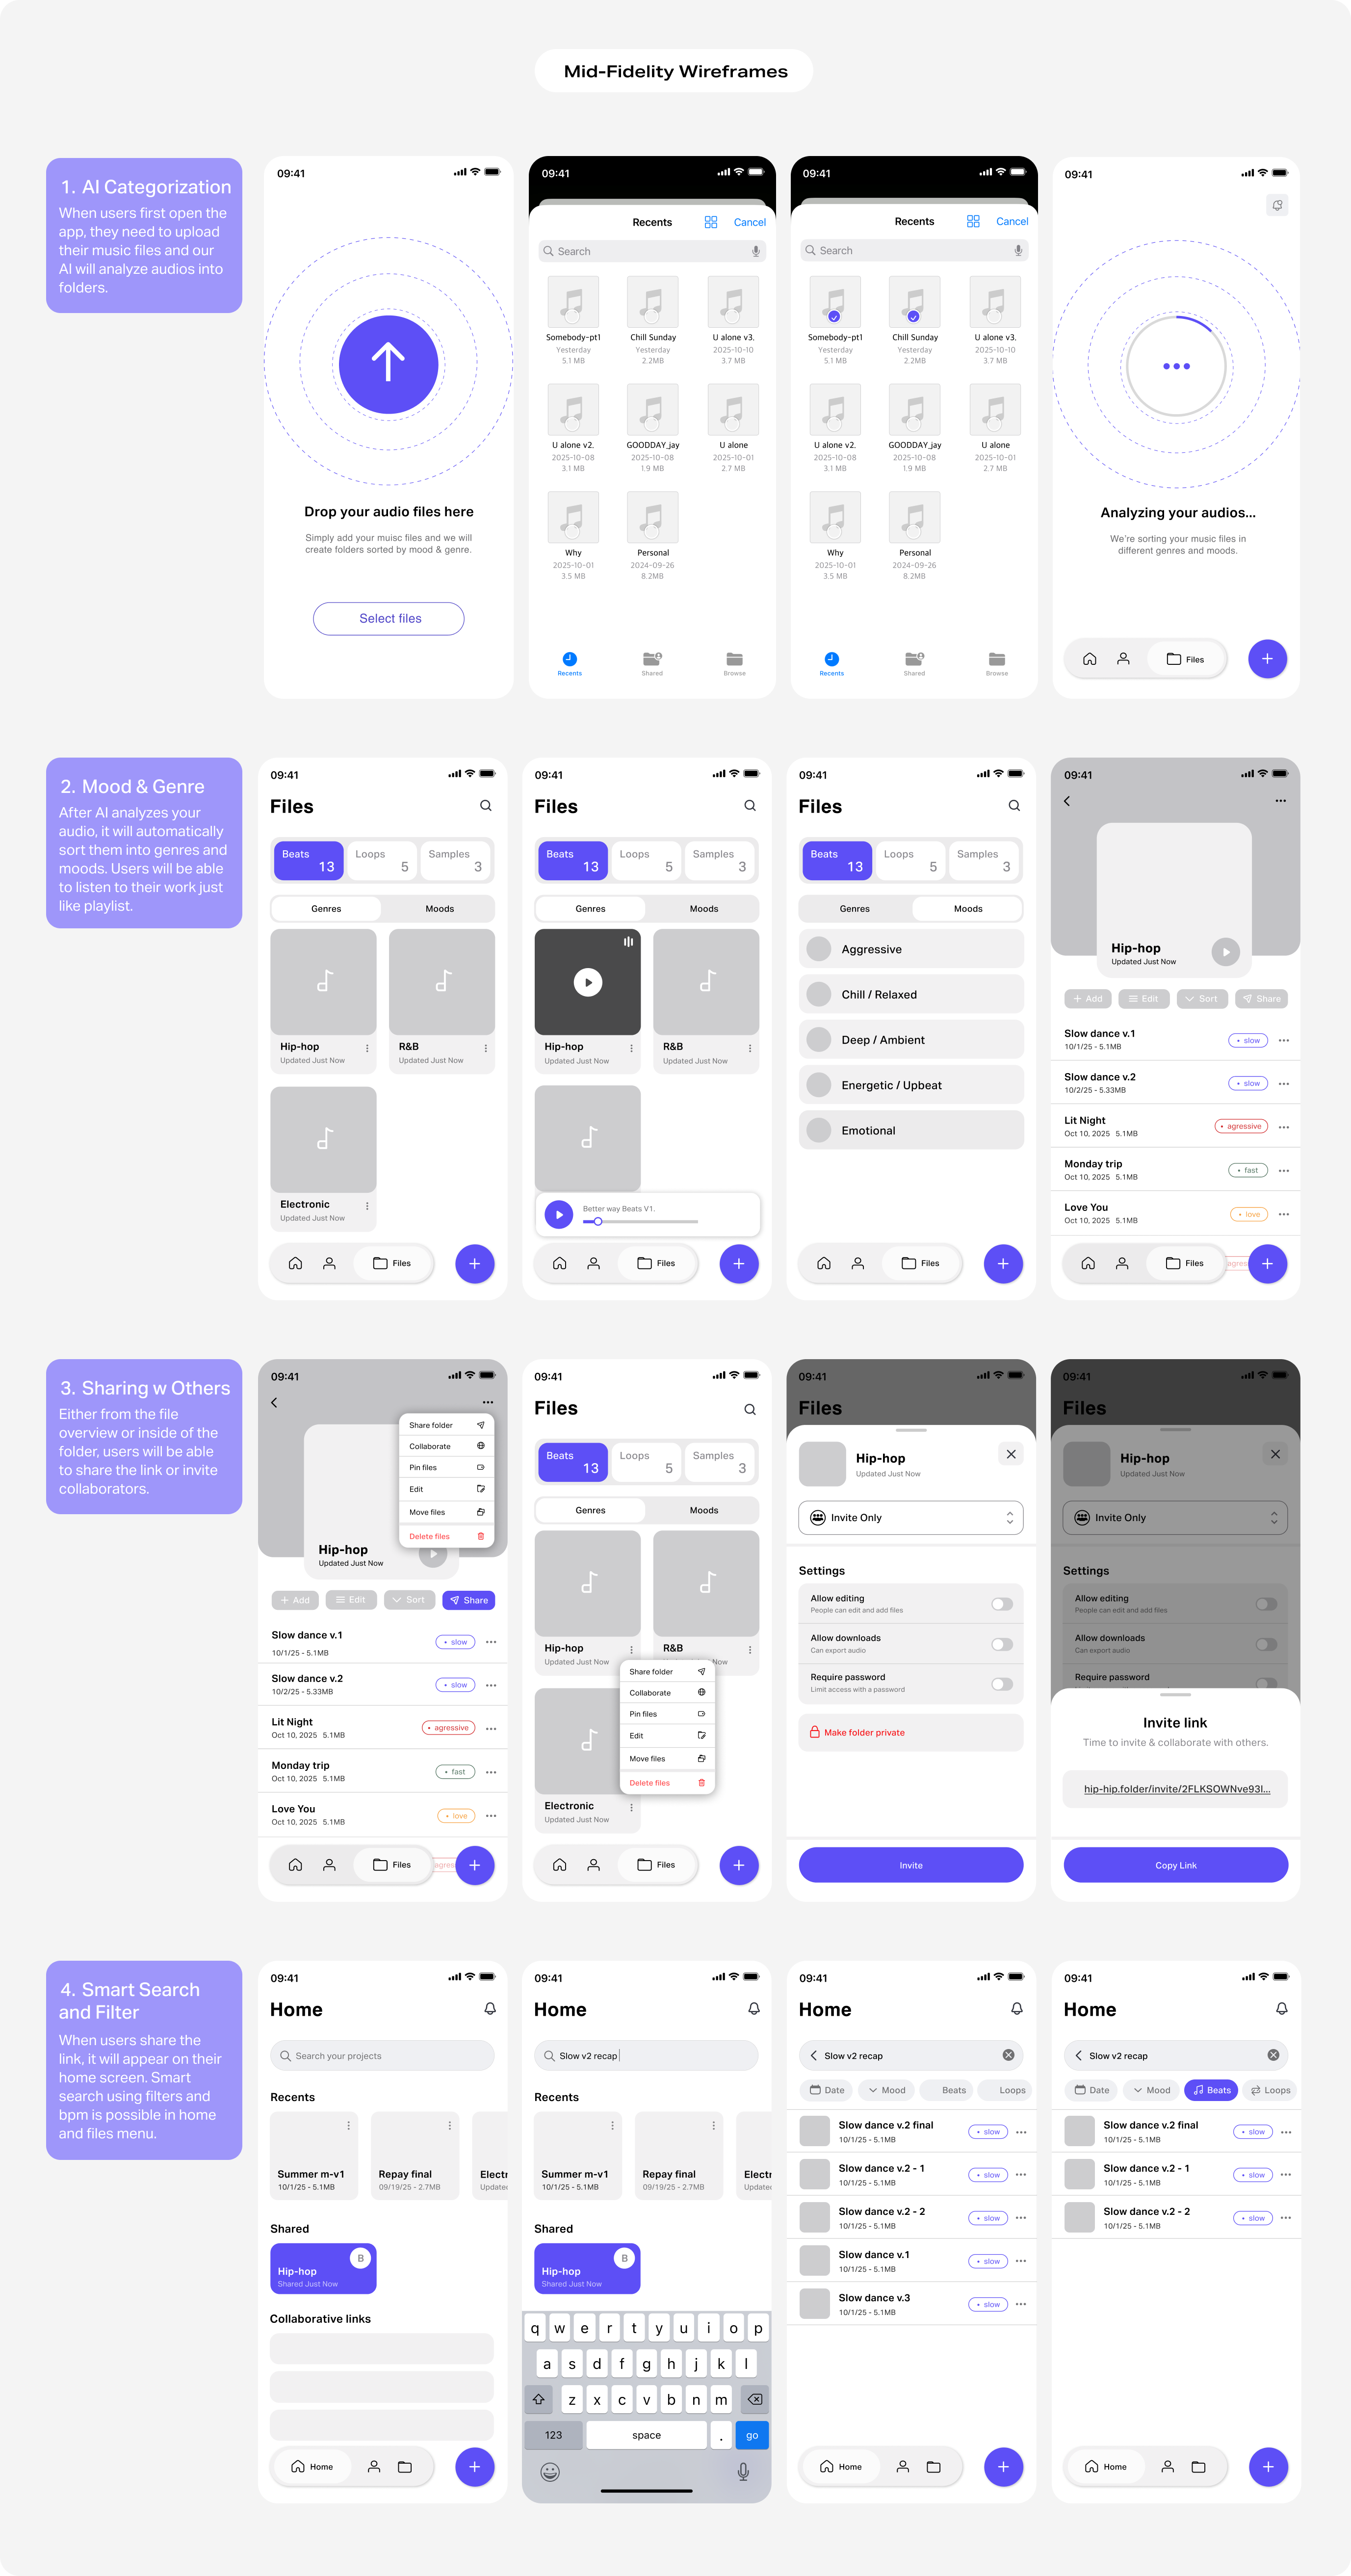 Mid-Fidelity Wireframes
1. AI Categorization
When users first open the
app, they need to upload
their music files and our
AI will analyze audios into
folders.
09:41
Drop your audio files here
Simply add your muisc files and we will
create folders sorted by mood & genre.
Select files
09:41
Recents
Cancel
Search
Somebody-pt1 Chill Sunday U alone v3.
Yesterday Yesterday 2025-10-10
5.1 MB 2.2MB 3.7 MB
U alone v2. GOODDAY_jay U alone
2025-10-08 2025-10-08 2025-10-01
3.1 MB 1.9 MB 2.7 MB
Why Personal
2025-10-01 2024-09-26
3.5 MB 8.2MB
Recents Shared Browse
09:41
Recents
Cancel
Search
Somebody-pt1 Chill Sunday U alone v3.
Yesterday Yesterday 2025-10-10
5.1 MB 2.2MB 3.7 MB
U alone v2. GOODDAY_jay U alone
2025-10-08 2025-10-08 2025-10-01
3.1 MB 1.9 MB 2.7 MB
Why Personal
2025-10-01 2024-09-26
3.5 MB 8.2MB
Recents Shared Browse
09:41
Analyzing your audios...
We're sorting your music files in
different genres and moods.
Files
2. Mood & Genre
After AI analyzes your
audio, it will automatically
sort them into genres and
moods. Users will be able
to listen to their work just
like playlist.
09:41
Files
Beats Loops Samples
13 5 3
Genres Moods
Hip-hop R&B
Updated Just Now Updated Just Now
Electronic
Updated Just Now
Files
09:41
Files
Beats Loops Samples
13 5 3
Genres Moods
Hip-hop R&B
Updated Just Now Updated Just Now
Better way Beats V1.
Files
09:41
Files
Beats Loops Samples
13 5 3
Genres Moods
Aggressive
Chill / Relaxed
Deep / Ambient
Energetic / Upbeat
Emotional
Files
09:41
Hip-hop
Updated Just Now
Add Edit Sort Share
Slow dance v.1
10/1/25 - 5.1MB
slow
Slow dance v.2
10/2/25 - 5.33MB
slow
Lit Night
Oct 10, 2025 5.1MB
agressive
Monday trip
Oct 10, 2025 5.1MB
fast
Love You
Oct 10, 2025 5.1MB
love
Files
agres
3. Sharing w Others
Either from the file
overview or inside of the
folder, users will be able
to share the link or invite
collaborators.
09:41
Share folder
Collaborate
Pin files
Edit
Move files
Delete files
Hip-hop
Updated Just Now
Add Edit Sort Share
Slow dance v.1
10/1/25 - 5.1MB
slow
Slow dance v.2
10/2/25 - 5.33MB
slow
Lit Night
Oct 10, 2025 5.1MB
agressive
Monday trip
Oct 10, 2025 5.1MB
fast
Love You
Oct 10, 2025 5.1MB
love
Files
agres
09:41
Files
Beats Loops Samples
13 5 3
Genres Moods
Hip-hop R&B
Updated Just Now Now
Share folder
Collaborate
Pin files
Edit
Move files
Delete files
Electronic
Updated Just Now
Files
09:41
Files
Hip-hop
Updated Just Now
Invite Only
Settings
Allow editing
People can edit and add files
Allow downloads
Can export audio
Require password
Limit access with a password
Make folder private
Invite
09:41
Files
Hip-hop
Updated Just Now
Invite Only
Settings
Allow editing
People can edit and add files
Allow downloads
Can export audio
Require password
Invite link
Time to invite & collaborate with others.
hip-hip.folder/invite/2FLKSOWNve93l...
Copy Link
4. Smart Search
and Filter
When users share the
link, it will appear on their
home screen. Smart
search using filters and
bpm is possible in home
and files menu.
09:41
Home
Search your projects
Recents
Summer m-v1 Repay final Electr
10/1/25 - 5.1MB 09/19/25 - 2.7MB Update
Shared
B
Hip-hop
Shared Just Now
Collaborative links
Home
09:41
Home
Slow v2 recap
Recents
Summer m-v1 Repay final Electr
10/1/25 - 5.1MB 09/19/25 - 2.7MB Update
Shared
B
Hip-hop
Shared Just Now
q w e r t y u i o p
a s d f g h j k l
z x c v b n m
123 space . go
09:41
Home
Slow v2 recap
Date Mood Beats Loops
Slow dance v.2 final
10/1/25 - 5.1MB
slow
Slow dance v.2 - 1
10/1/25 - 5.1MB
slow
Slow dance v.2 - 2
10/1/25 - 5.1MB
slow
Slow dance v.1
10/1/25 - 5.1MB
slow
Slow dance v.3
10/1/25 - 5.1MB
slow
Home
09:41
Home
Slow v2 recap
Date Mood Beats Loops
Slow dance v.2 final
10/1/25 - 5.1MB
slow
Slow dance v.2 - 1
10/1/25 - 5.1MB
slow
Slow dance v.2 - 2
10/1/25 - 5.1MB
slow
Home